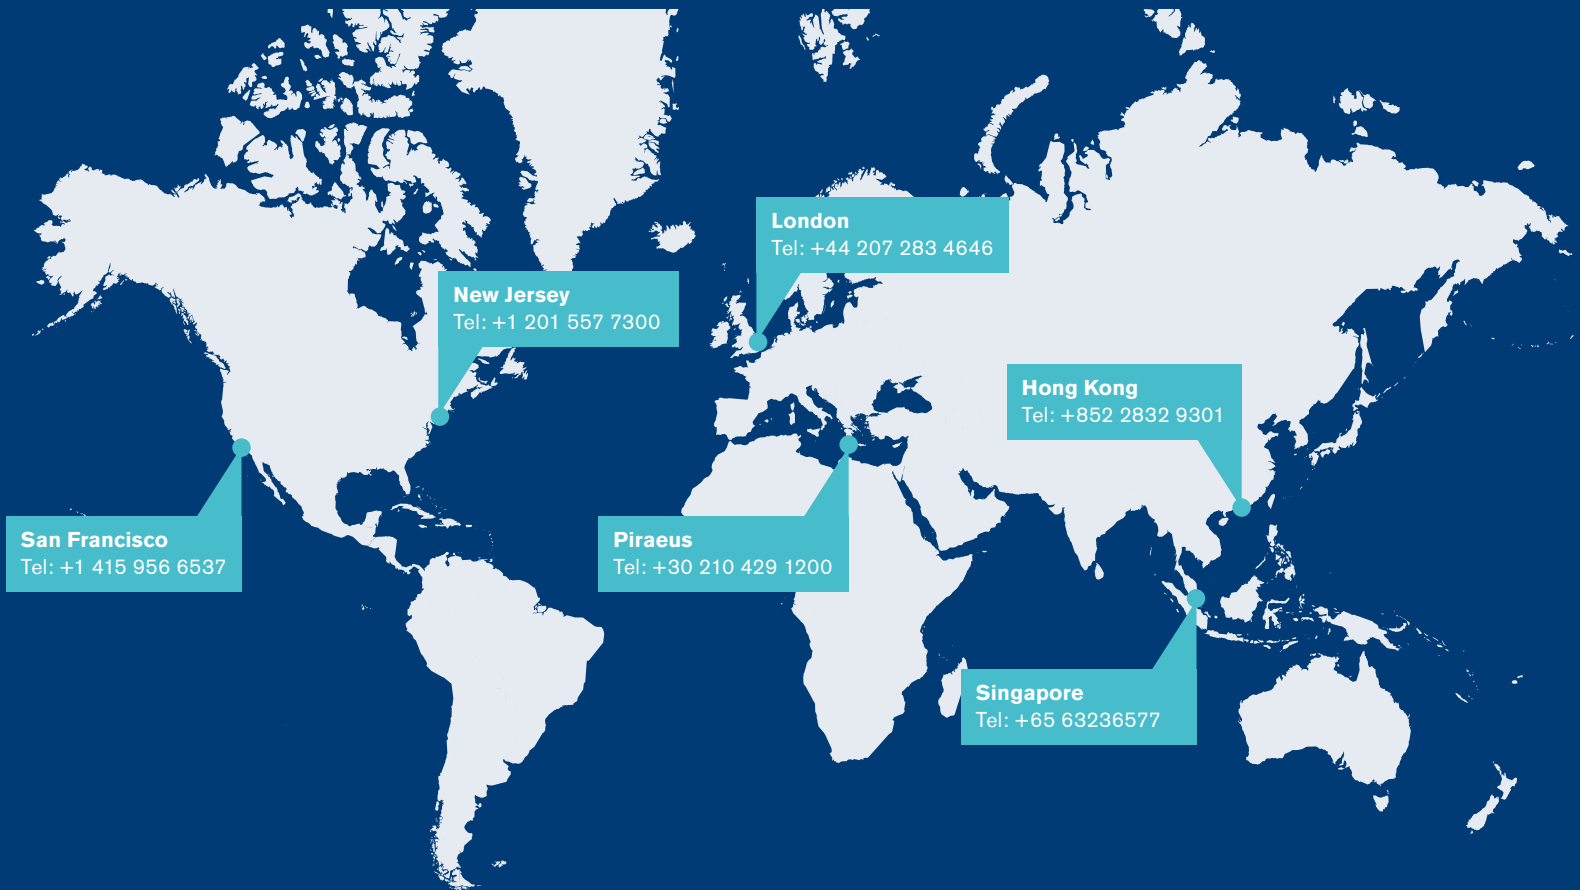 London
Tel: +44 207 283 4646
New Jersey
Tel: +1 201 557 7300
Hong Kong
Tel: +852 2832 9301
San Francisco
Tel: +1 415 956 6537
Piraeus
Tel: +30 210 429 1200
Singapore
Tel: +65 63236577